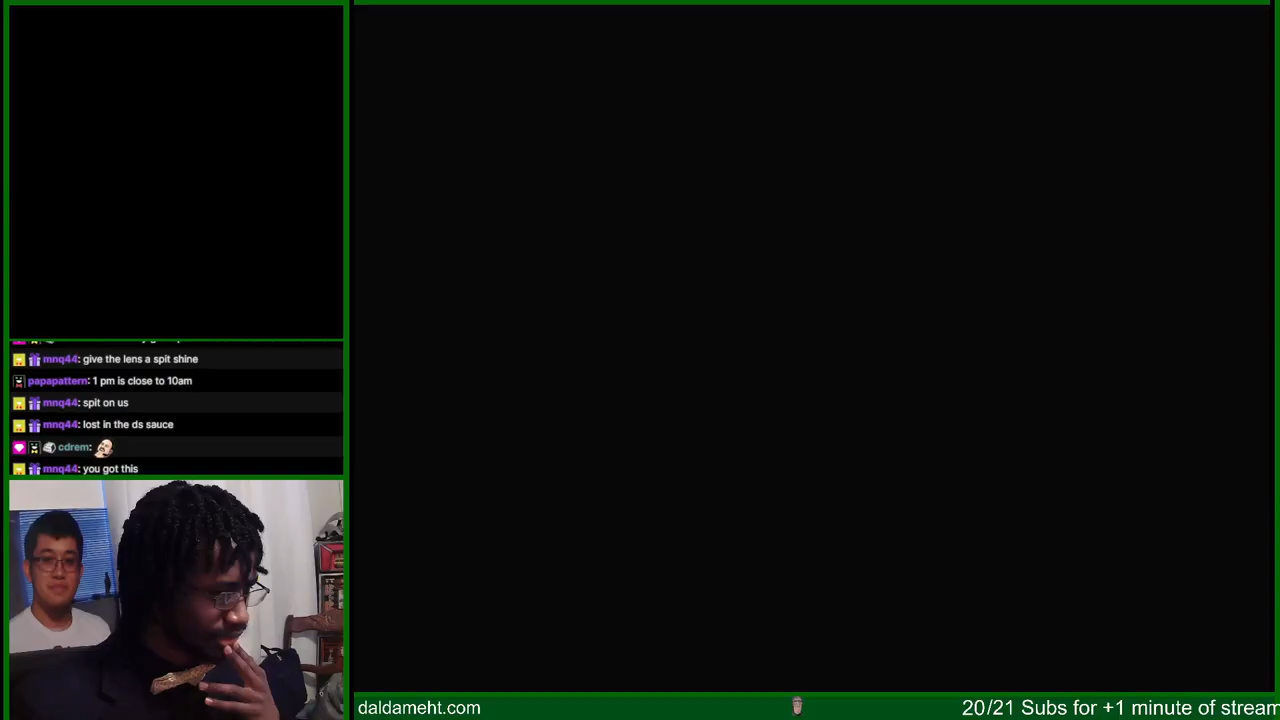 mnq44: give the lens a spit shine
papapattern: 1 pm is close to 10am
mnq44: spit on us
mnq44: lost in the ds sauce
cdrem:
mnq44: you got this
daldameht.com
20/21 Subs for +1 minute of stream